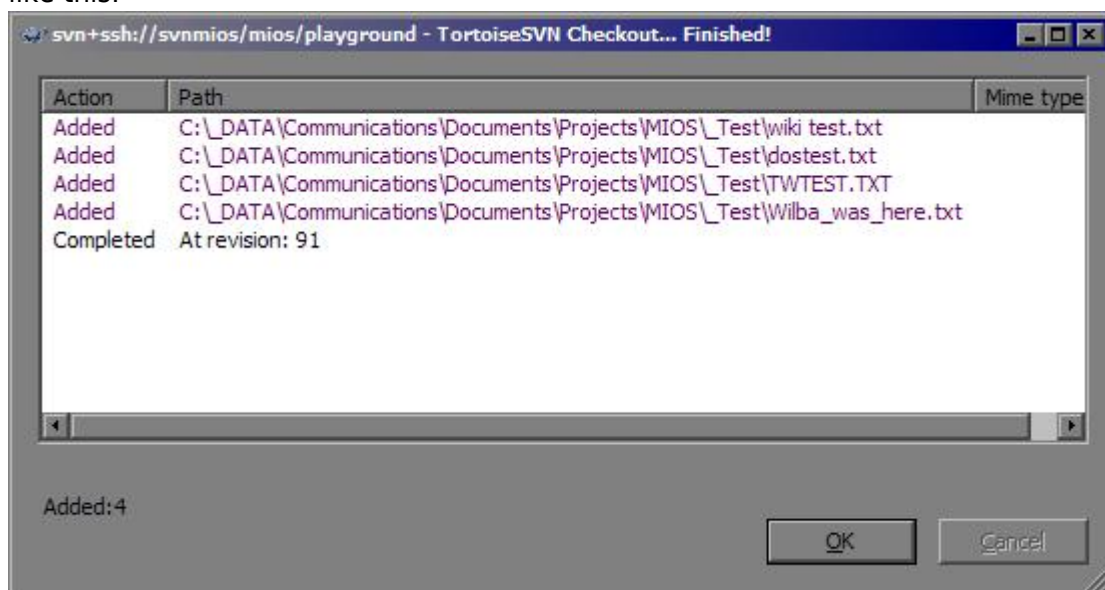 like this:
svn+ssh://svnmios/mios/playground - TortoiseSVN Checkout... Finished!
Action Path Mime type
Added C:\_DATA\Communications\Documents\Projects\MIOS\_Test\wiki test.txt
Added C:\_DATA\Communications\Documents\Projects\MIOS\_Test\dostest.txt
Added C:\_DATA\Communications\Documents\Projects\MIOS\_Test\TWTEST.TXT
Added C:\_DATA\Communications\Documents\Projects\MIOS\_Test\Wilba_was_here.txt
Completed At revision: 91
Added:4
OK Cancel